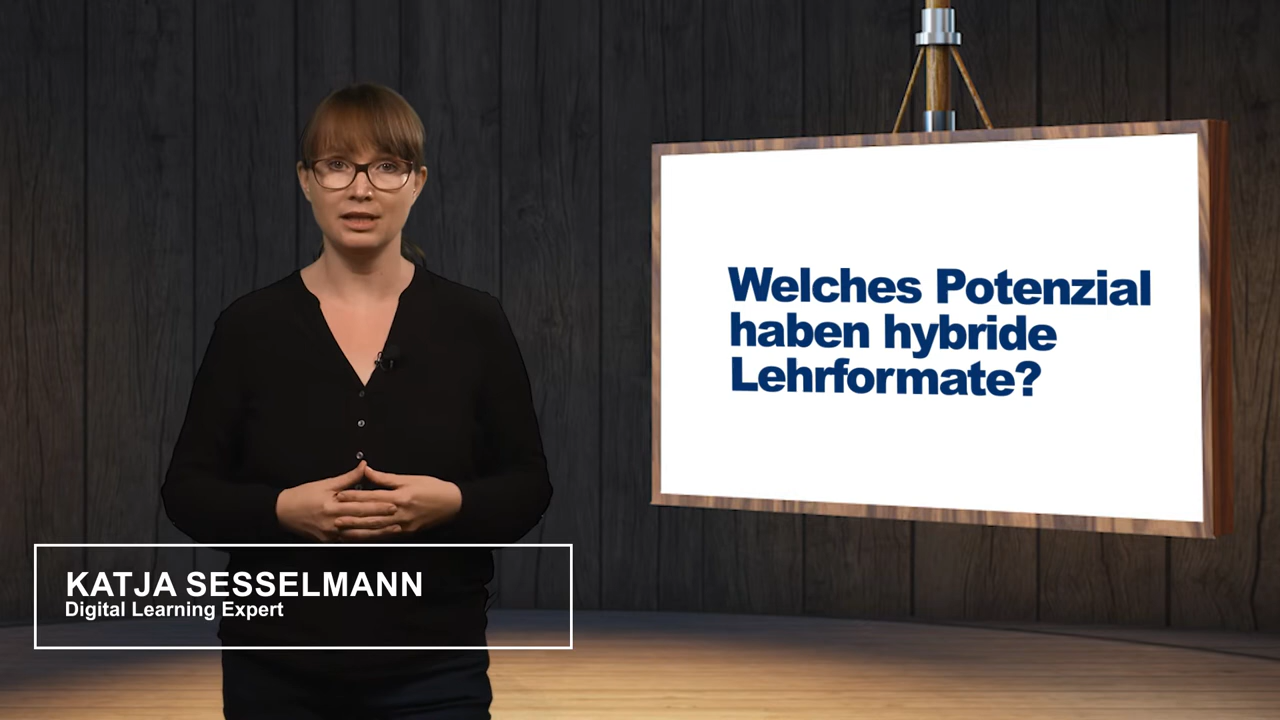 Welches Potenzial
haben hybride
Lehrformate?
KATJA SESSELMANN
Digital Learning Expert